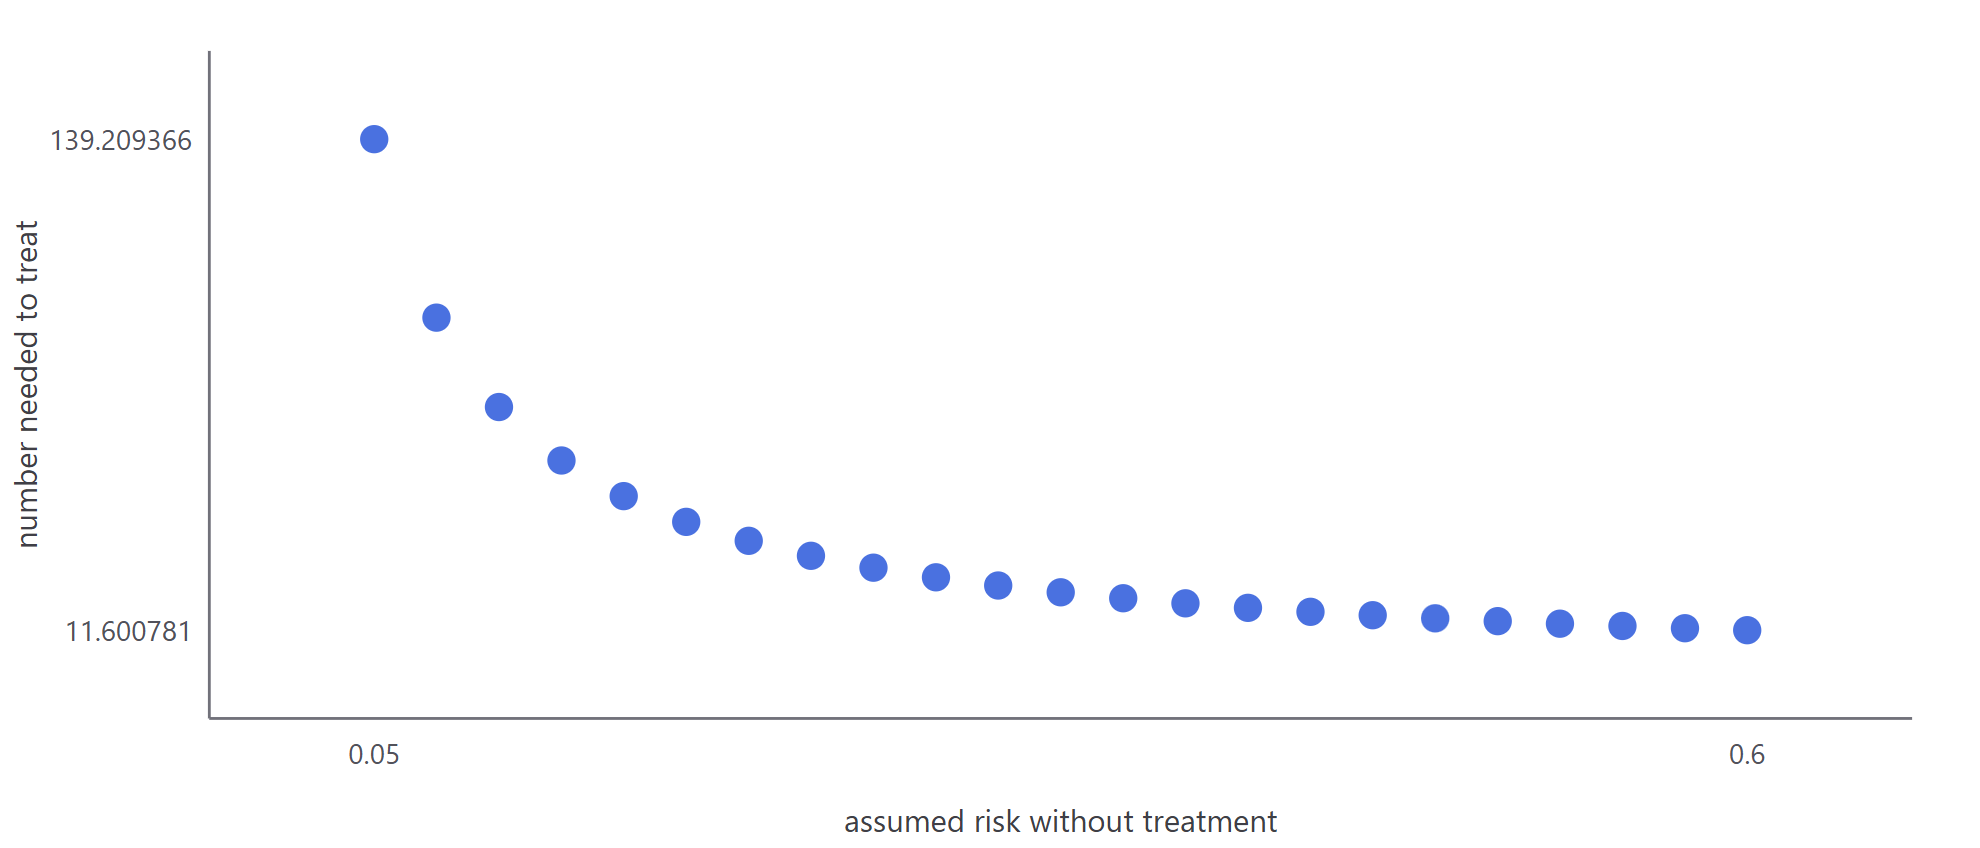 number needed to treat
139.209366
11.600781
0.05
0.6
assumed risk without treatment